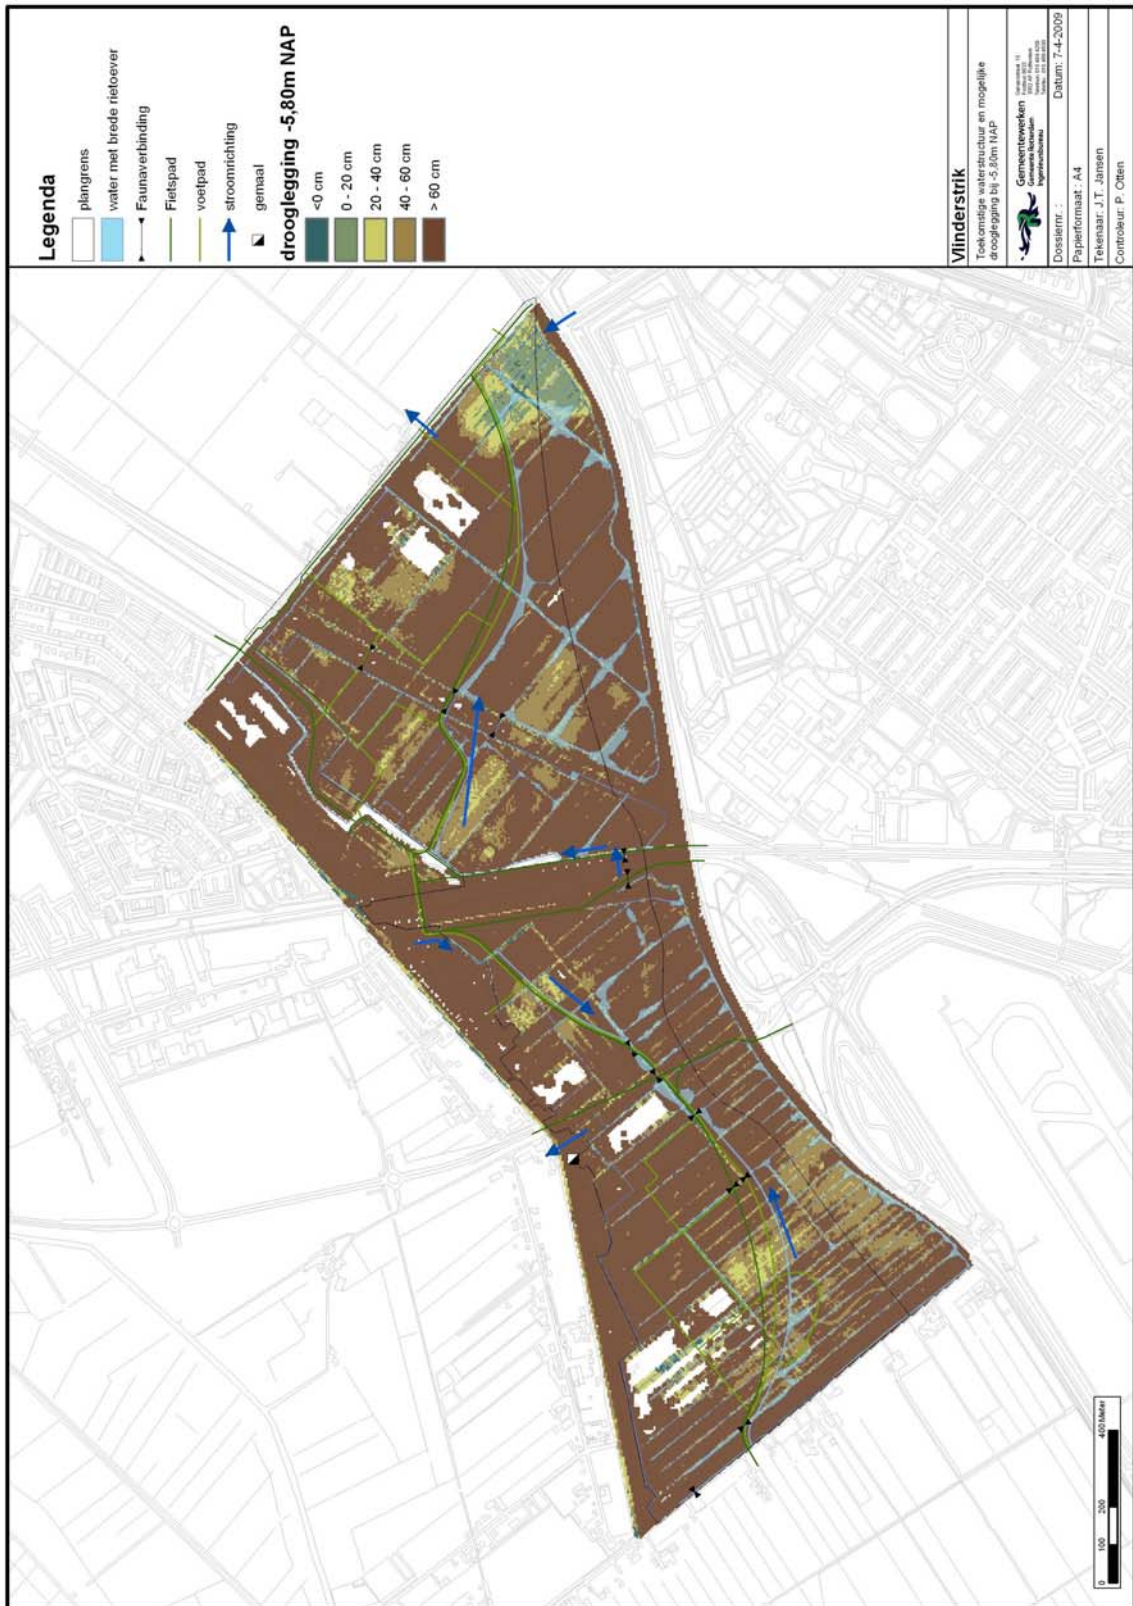 Legenda
plangrens
water met brede rietoever
Faunaverbinding
Fietspad
voetpad
stroomrichting
gemaal
drooglegging -5,80m NAP
<0 cm
0 - 20 cm
20 - 40 cm
40 - 60 cm
> 60 cm
Vlinderstrik
Toekomstige waterstructuur en mogelijke
drooglegging bij -5.80m NAP
Gemeentewerken
Gemeente Rotterdam
Ingenieursbureau
Dossiernr. :
Datum: 7-4-2009
Papierformaat : A4
Tekenaar: J.T. Jansen
Controleur: P. Otten
0 100 200 400 Meter